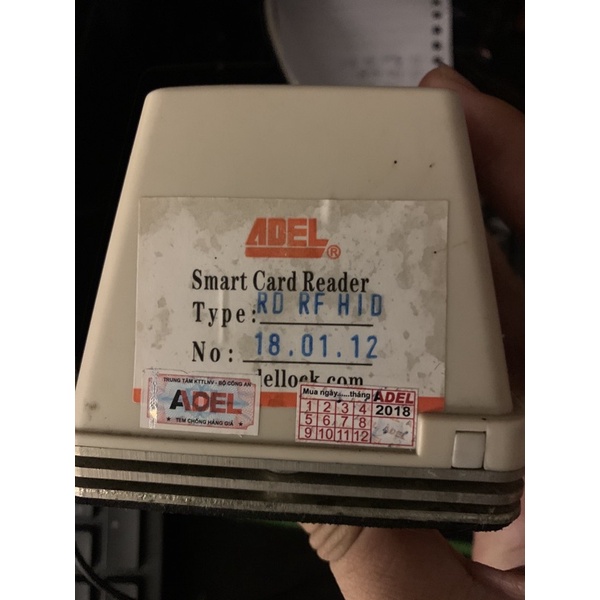 ADEL ®
Smart Card Reader
Type: RD RF HID
No: 18.01.12
dellock.com
TRUNG TÂM KTTLNV - BỘ CÔNG AN
ADEL
★ TEM CHỐNG HÀNG GIẢ ★
Mua ngày.....tháng ADEL
1 2 3 4 2018
5 6 7 8
9 10 11 12